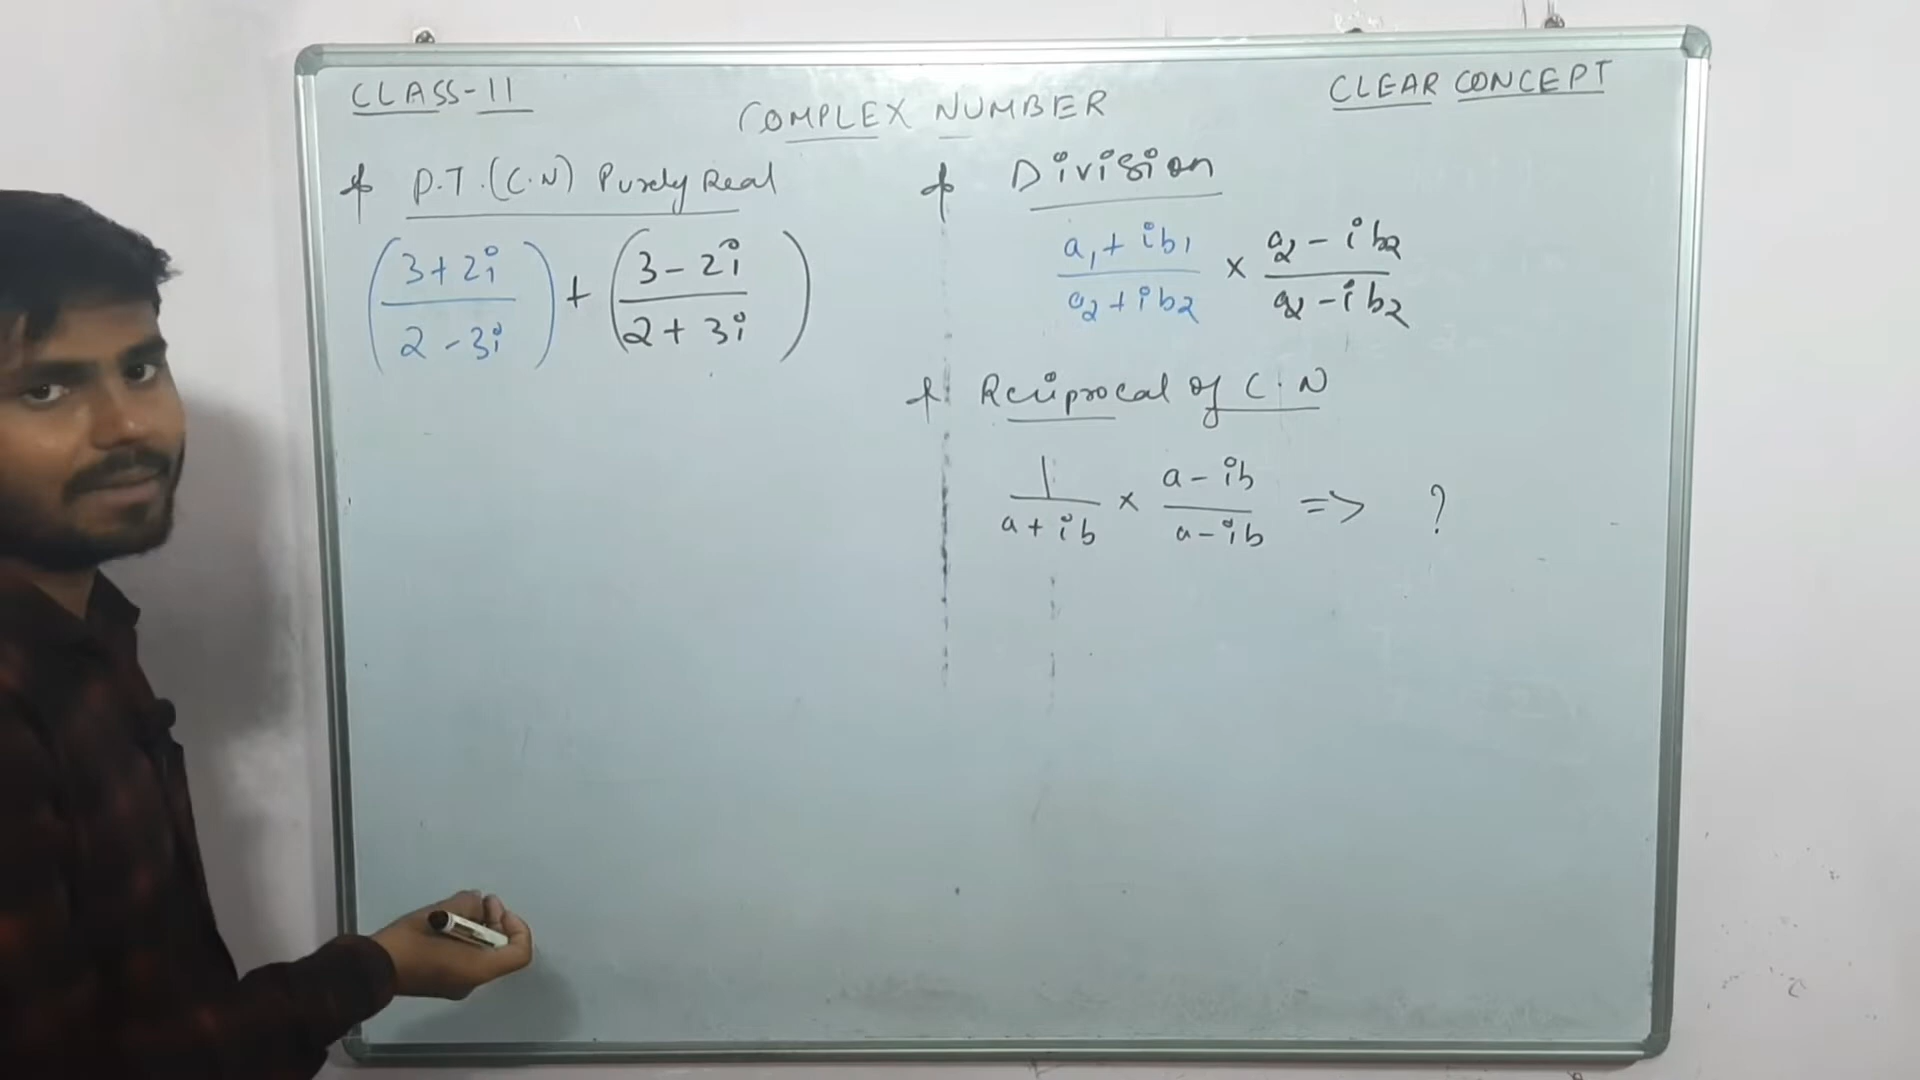 CLASS-11
COMPLEX NUMBER
CLEAR CONCEPT
* P.T.(C.N) Purely Real
(3+2i / 2-3i) + (3-2i / 2+3i)
* Division
a₁+ib₁ / a₂+ib₂ × a₂-ib₂ / a₂-ib₂
* Reciprocal of C.N
1 / a+ib × a-ib / a-ib => ?